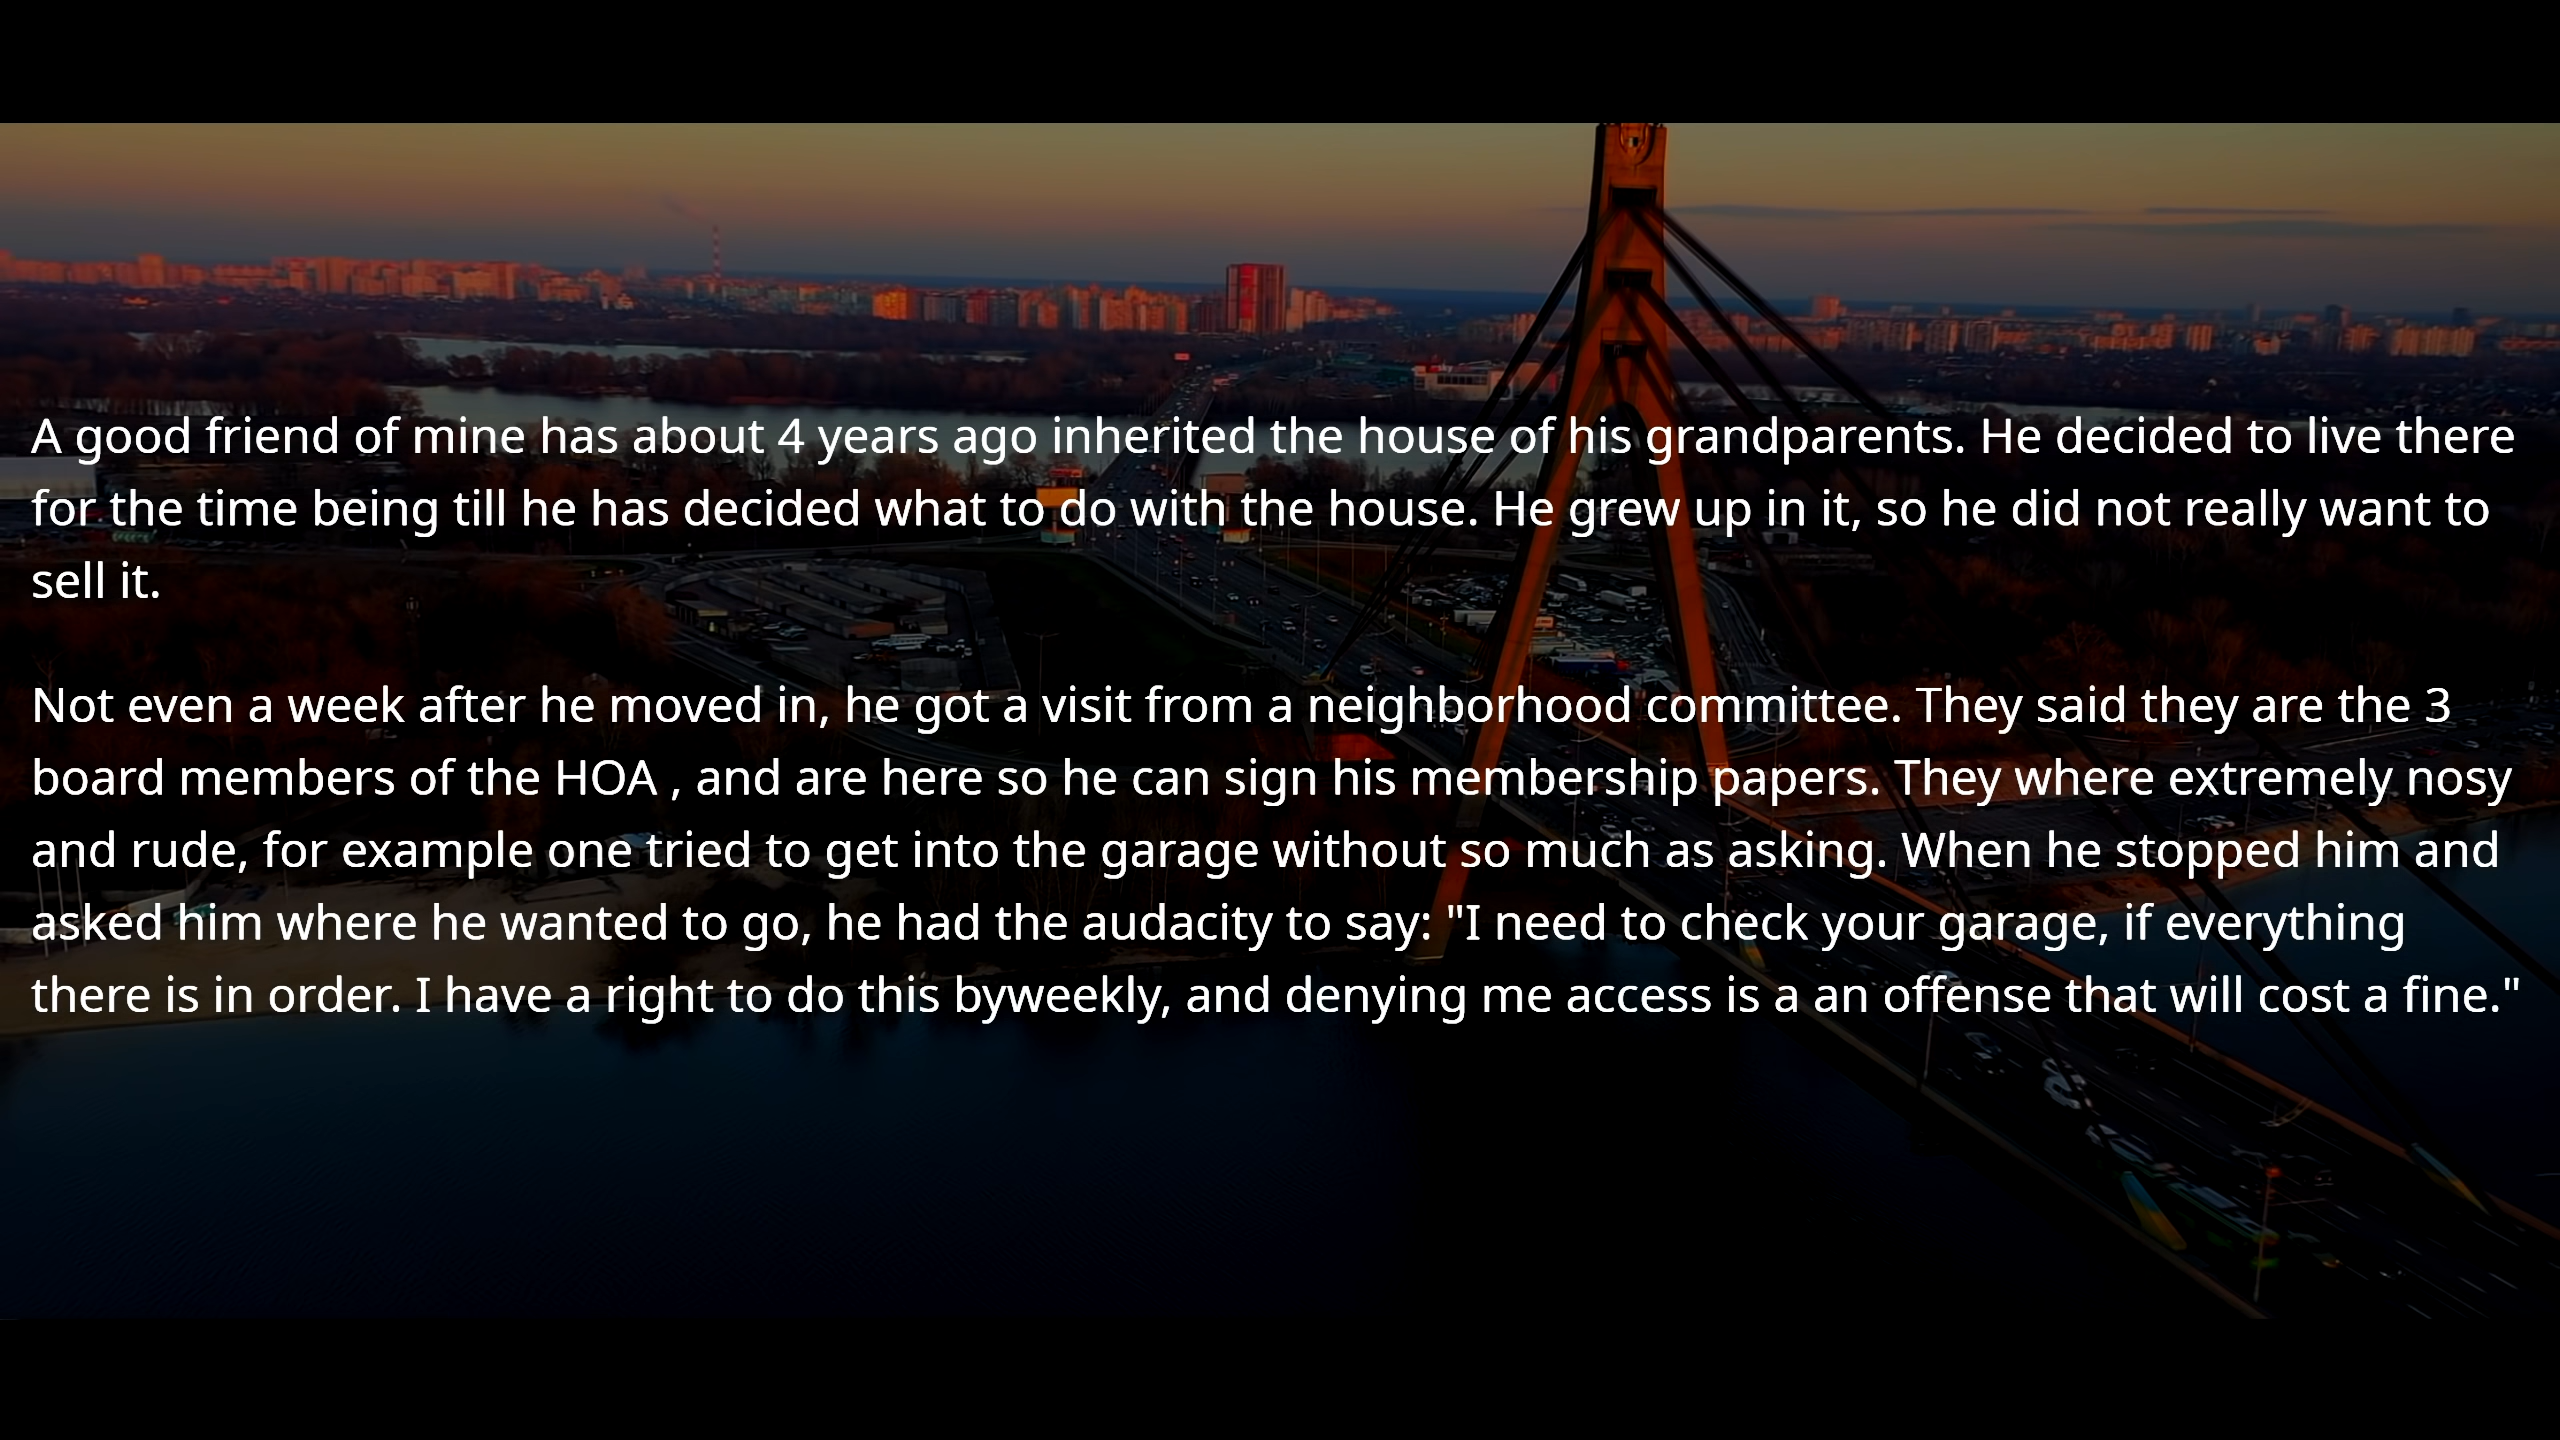 A good friend of mine has about 4 years ago inherited the house of his grandparents. He decided to live there
for the time being till he has decided what to do with the house. He grew up in it, so he did not really want to
sell it.
Not even a week after he moved in, he got a visit from a neighborhood committee. They said they are the 3
board members of the HOA , and are here so he can sign his membership papers. They where extremely nosy
and rude, for example one tried to get into the garage without so much as asking. When he stopped him and
asked him where he wanted to go, he had the audacity to say: "I need to check your garage, if everything
there is in order. I have a right to do this byweekly, and denying me access is a an offense that will cost a fine."